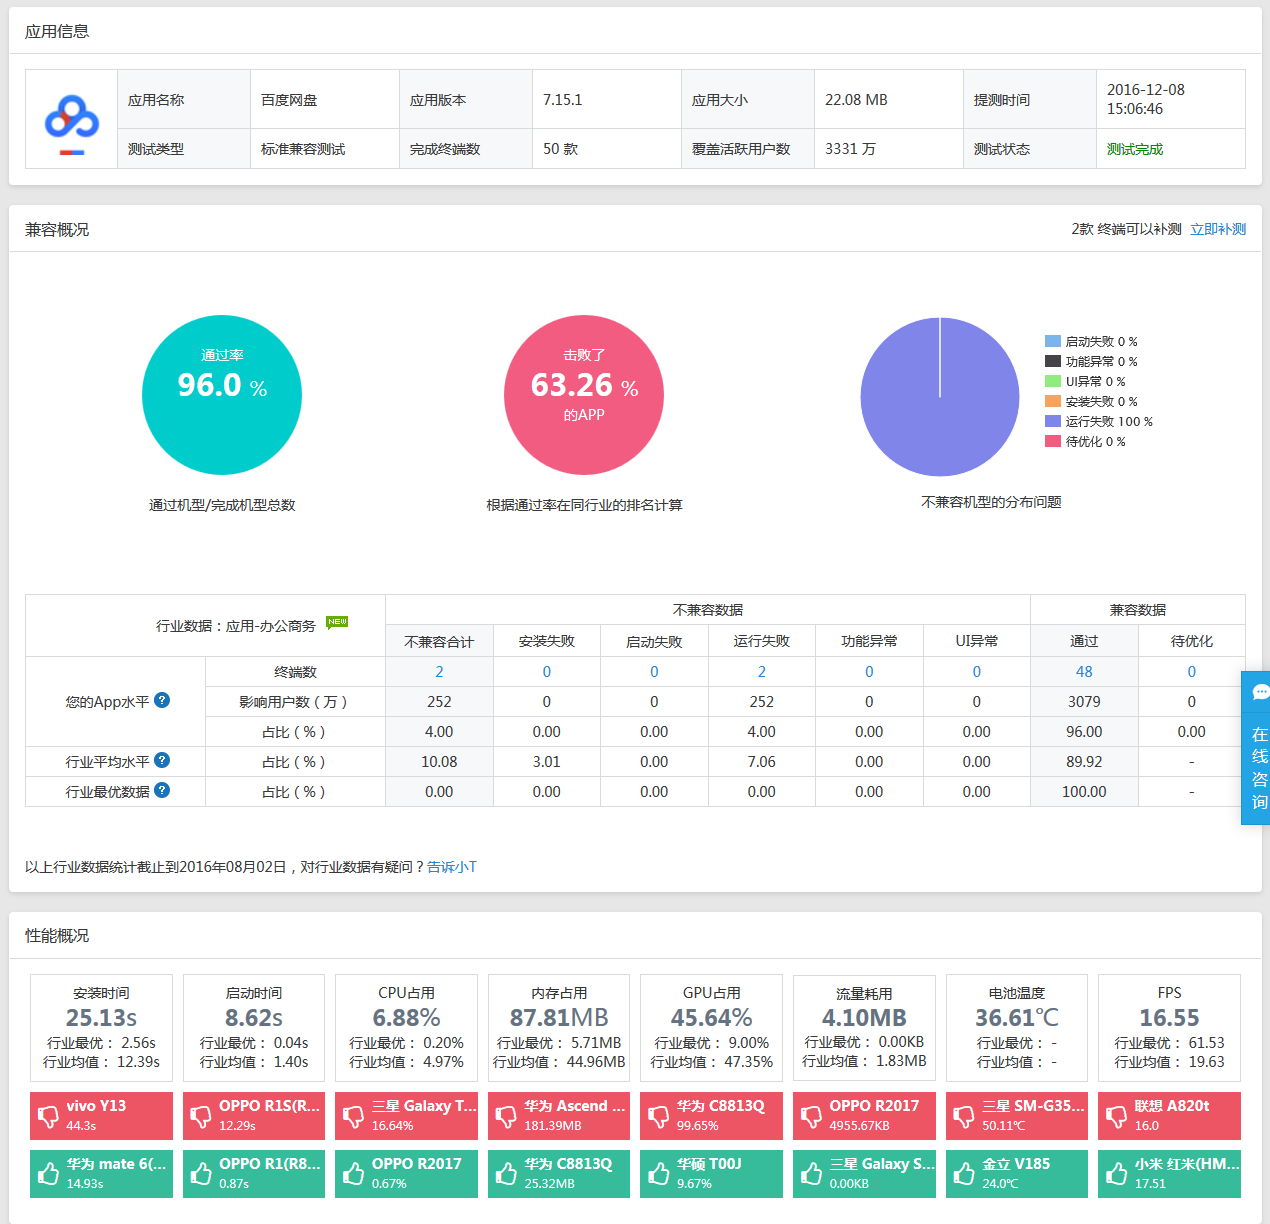 应用信息
应用名称 百度网盘 应用版本 7.15.1 应用大小 22.08 MB 提测时间 2016-12-08
15:06:46
测试类型 标准兼容测试 完成终端数 50 款 覆盖活跃用户数 3331 万 测试状态 测试完成
兼容概况 2款 终端可以补测 立即补测
通过率
96.0 %
通过机型/完成机型总数
击败了
63.26 %
的APP
根据通过率在同行业的排名计算
启动失败 0 %
功能异常 0 %
UI异常 0 %
安装失败 0 %
运行失败 100 %
待优化 0 %
不兼容机型的分布问题
行业数据：应用-办公商务 NEW 不兼容数据 兼容数据
不兼容合计 安装失败 启动失败 运行失败 功能异常 UI异常 通过 待优化
您的App水平 ? 终端数 2 0 0 2 0 0 48 0
影响用户数（万） 252 0 0 252 0 0 3079 0
占比（%） 4.00 0.00 0.00 4.00 0.00 0.00 96.00 0.00
行业平均水平 ? 占比（%） 10.08 3.01 0.00 7.06 0.00 0.00 89.92 -
行业最优数据 ? 占比（%） 0.00 0.00 0.00 0.00 0.00 0.00 100.00 -
在
线
咨
询
以上行业数据统计截止到2016年08月02日，对行业数据有疑问？告诉小T
性能概况
安装时间 启动时间 CPU占用 内存占用 GPU占用 流量耗用 电池温度 FPS
25.13s 8.62s 6.88% 87.81MB 45.64% 4.10MB 36.61℃ 16.55
行业最优： 2.56s 行业最优： 0.04s 行业最优： 0.20% 行业最优： 5.71MB 行业最优： 9.00% 行业最优： 0.00KB 行业最优： - 行业最优： 61.53
行业均值： 12.39s 行业均值： 1.40s 行业均值： 4.97% 行业均值： 44.96MB 行业均值： 47.35% 行业均值： 1.83MB 行业均值： - 行业均值： 19.63
vivo Y13 OPPO R1S(R... 三星 Galaxy T... 华为 Ascend ... 华为 C8813Q OPPO R2017 三星 SM-G35... 联想 A820t
44.3s 12.29s 16.64% 181.39MB 99.65% 4955.67KB 50.11℃ 16.0
华为 mate 6(... OPPO R1(R8... OPPO R2017 华为 C8813Q 华硕 T00J 三星 Galaxy S... 金立 V185 小米 红米(HM...
14.93s 0.87s 0.67% 25.32MB 9.67% 0.00KB 24.0℃ 17.51